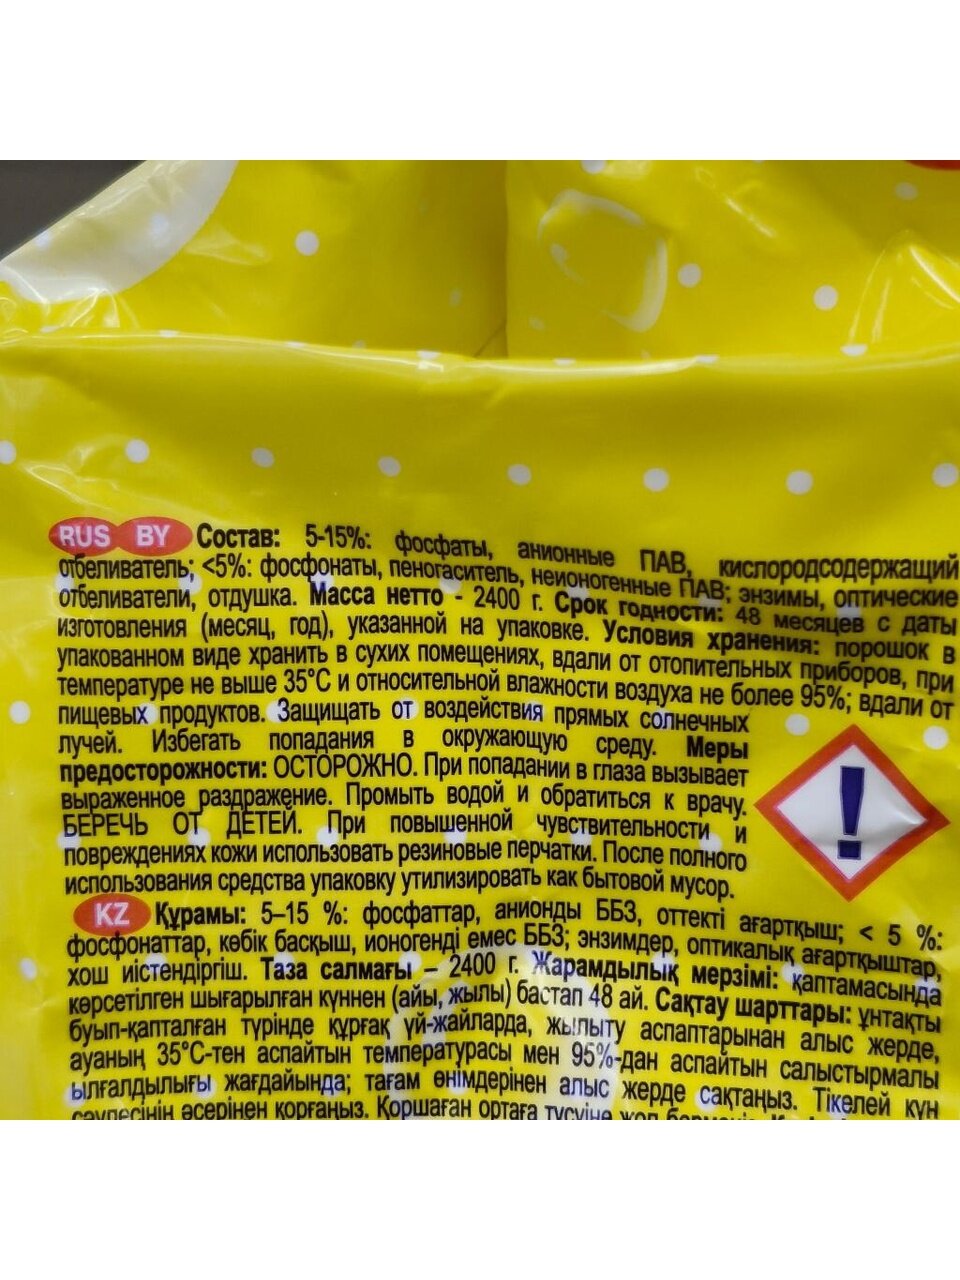 RUS BY Состав: 5-15%: фосфаты, анионные ПАВ, кислородсодержащий
отбеливатель; <5%: фосфонаты, пеногаситель, неионогенные ПАВ; энзимы, оптические
отбеливатели, отдушка. Масса нетто - 2400 г. Срок годности: 48 месяцев с даты
изготовления (месяц, год), указанной на упаковке. Условия хранения: порошок в
упакованном виде хранить в сухих помещениях, вдали от отопительных приборов, при
температуре не выше 35°С и относительной влажности воздуха не более 95%; вдали от
пищевых продуктов. Защищать от воздействия прямых солнечных
лучей. Избегать попадания в окружающую среду. Меры
предосторожности: ОСТОРОЖНО. При попадании в глаза вызывает
выраженное раздражение. Промыть водой и обратиться к врачу.
БЕРЕЧЬ ОТ ДЕТЕЙ. При повышенной чувствительности и
повреждениях кожи использовать резиновые перчатки. После полного
использования средства упаковку утилизировать как бытовой мусор.
KZ Құрамы: 5–15 %: фосфаттар, анионды ББЗ, оттекті ағартқыш; < 5 %:
фосфонаттар, көбік басқыш, ионогенді емес ББЗ; энзимдер, оптикалық ағартқыштар,
хош иістендіргіш. Таза салмағы – 2400 г. Жарамдылық мерзімі: қаптамасында
көрсетілген шығарылған күннен (айы, жылы) бастап 48 ай. Сақтау шарттары: ұнтақты
буып-қапталған түрінде құрғақ үй-жайларда, жылыту аспаптарынан алыс жерде,
ауаның 35°С-тен аспайтын температурасы мен 95%-дан аспайтын салыстырмалы
ылғалдылығы жағдайында; тағам өнімдерінен алыс жерде сақтаңыз. Тікелей күн
сәулесінің әсерінен қорғаңыз. Қоршаған ортаға түсуіне жол